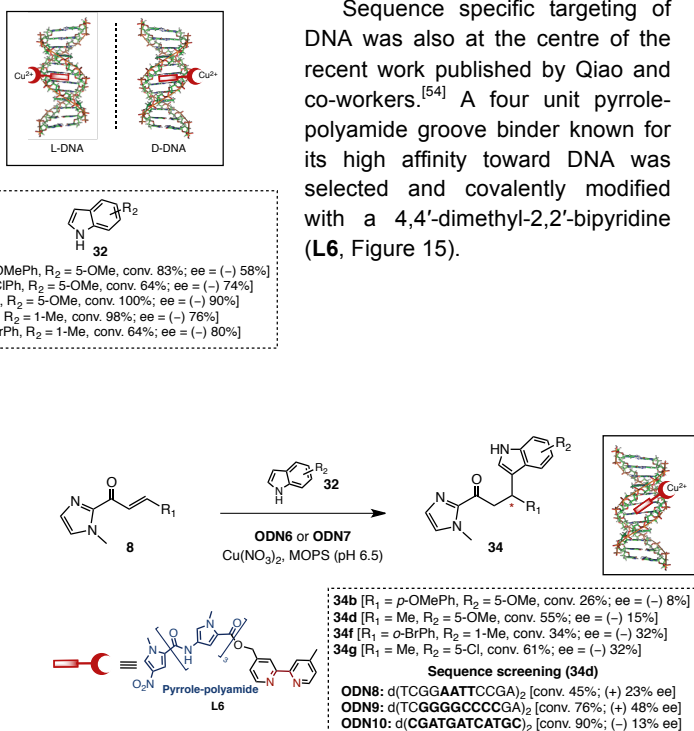 Cu2+
Cu2+
L-DNA
D-DNA
R2
N
H
32
OMePh, R2 = 5-OMe, conv. 83%; ee = (−) 58%]
ClPh, R2 = 5-OMe, conv. 64%; ee = (−) 74%]
, R2 = 5-OMe, conv. 100%; ee = (−) 90%]
R2 = 1-Me, conv. 98%; ee = (−) 76%]
rPh, R2 = 1-Me, conv. 64%; ee = (−) 80%]
Sequence specific targeting of
DNA was also at the centre of the
recent work published by Qiao and
co-workers.[54] A four unit pyrrole-
polyamide groove binder known for
its high affinity toward DNA was
selected and covalently modified
with a 4,4′-dimethyl-2,2′-bipyridine
(L6, Figure 15).
O
N
N
R1
8
N
H
R2
32
ODN6 or ODN7
Cu(NO3)2, MOPS (pH 6.5)
HN
R2
O
N
N
R1
*
34
Cu2+
≡
N
O2N
O
C
N
H
N
O
C
3
O
N
N
Pyrrole-polyamide
L6
34b [R1 = p-OMePh, R2 = 5-OMe, conv. 26%; ee = (−) 8%]
34d [R1 = Me, R2 = 5-OMe, conv. 55%; ee = (−) 15%]
34f [R1 = o-BrPh, R2 = 1-Me, conv. 34%; ee = (−) 32%]
34g [R1 = Me, R2 = 5-Cl, conv. 61%; ee = (−) 32%]
Sequence screening (34d)
ODN8: d(TCGGAATTCCGA)2 [conv. 45%; (+) 23% ee]
ODN9: d(TCGGGGCCCCGA)2 [conv. 76%; (+) 48% ee]
ODN10: d(CGATGATCATGC)2 [conv. 90%; (−) 13% ee]